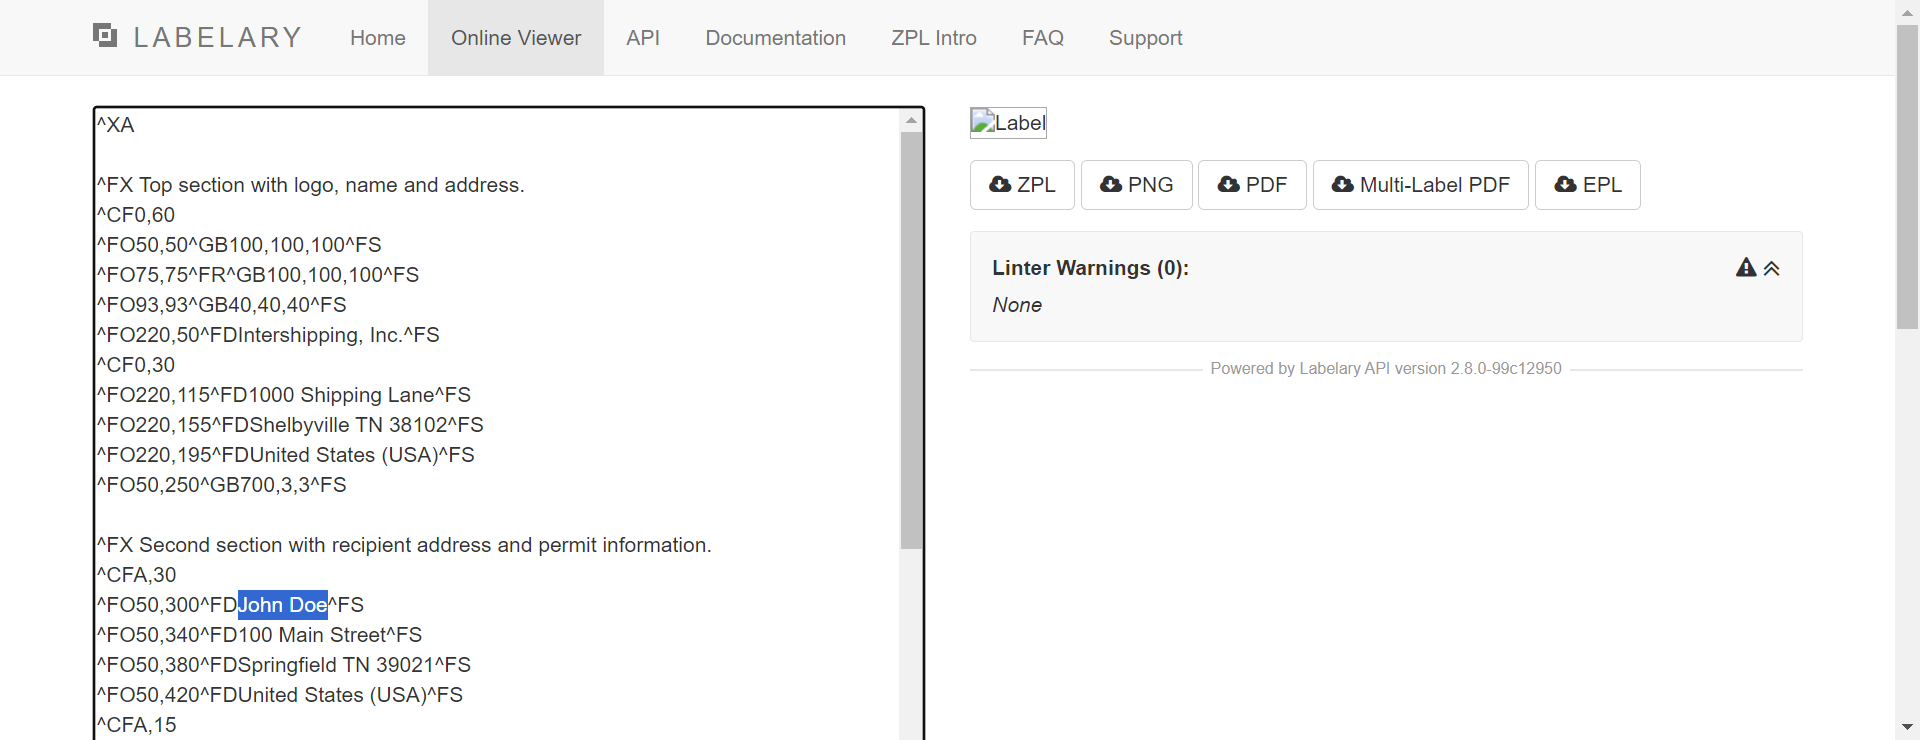 LABELARY Home Online Viewer API Documentation ZPL Intro FAQ Support
^XA
^FX Top section with logo, name and address.
^CF0,60
^FO50,50^GB100,100,100^FS
^FO75,75^FR^GB100,100,100^FS
^FO93,93^GB40,40,40^FS
^FO220,50^FDIntershipping, Inc.^FS
^CF0,30
^FO220,115^FD1000 Shipping Lane^FS
^FO220,155^FDShelbyville TN 38102^FS
^FO220,195^FDUnited States (USA)^FS
^FO50,250^GB700,3,3^FS
^FX Second section with recipient address and permit information.
^CFA,30
^FO50,300^FDJohn Doe^FS
^FO50,340^FD100 Main Street^FS
^FO50,380^FDSpringfield TN 39021^FS
^FO50,420^FDUnited States (USA)^FS
^CFA,15
Label
ZPL PNG PDF Multi-Label PDF EPL
Linter Warnings (0):
None
Powered by Labelary API version 2.8.0-99c12950